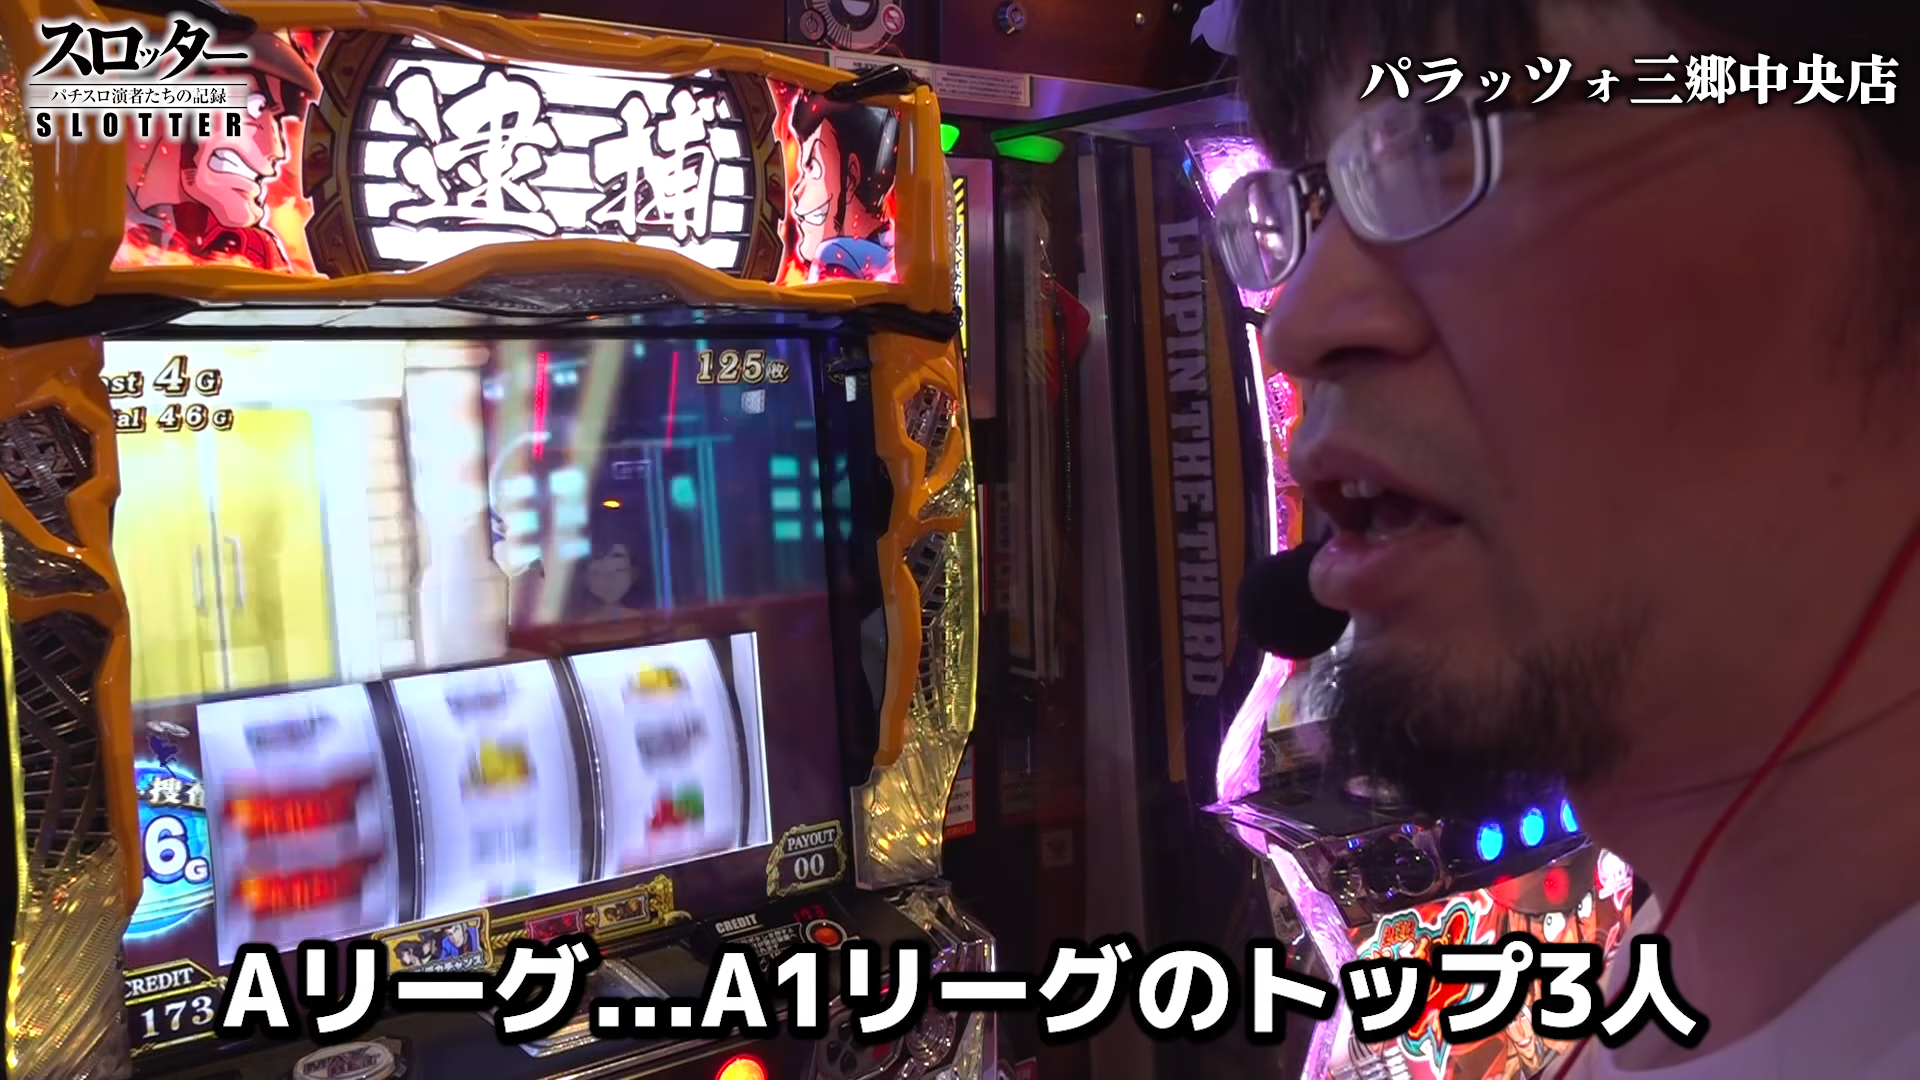 スロッター
パチスロ演者たちの記録
SLOTTER
パラッツォ三郷中央店
逮捕
4G
46G
125枚
LUPIN THE THIRD
捜査
6G
PAYOUT
00
CREDIT
CREDIT
173
Aリーグ…A1リーグのトップ3人